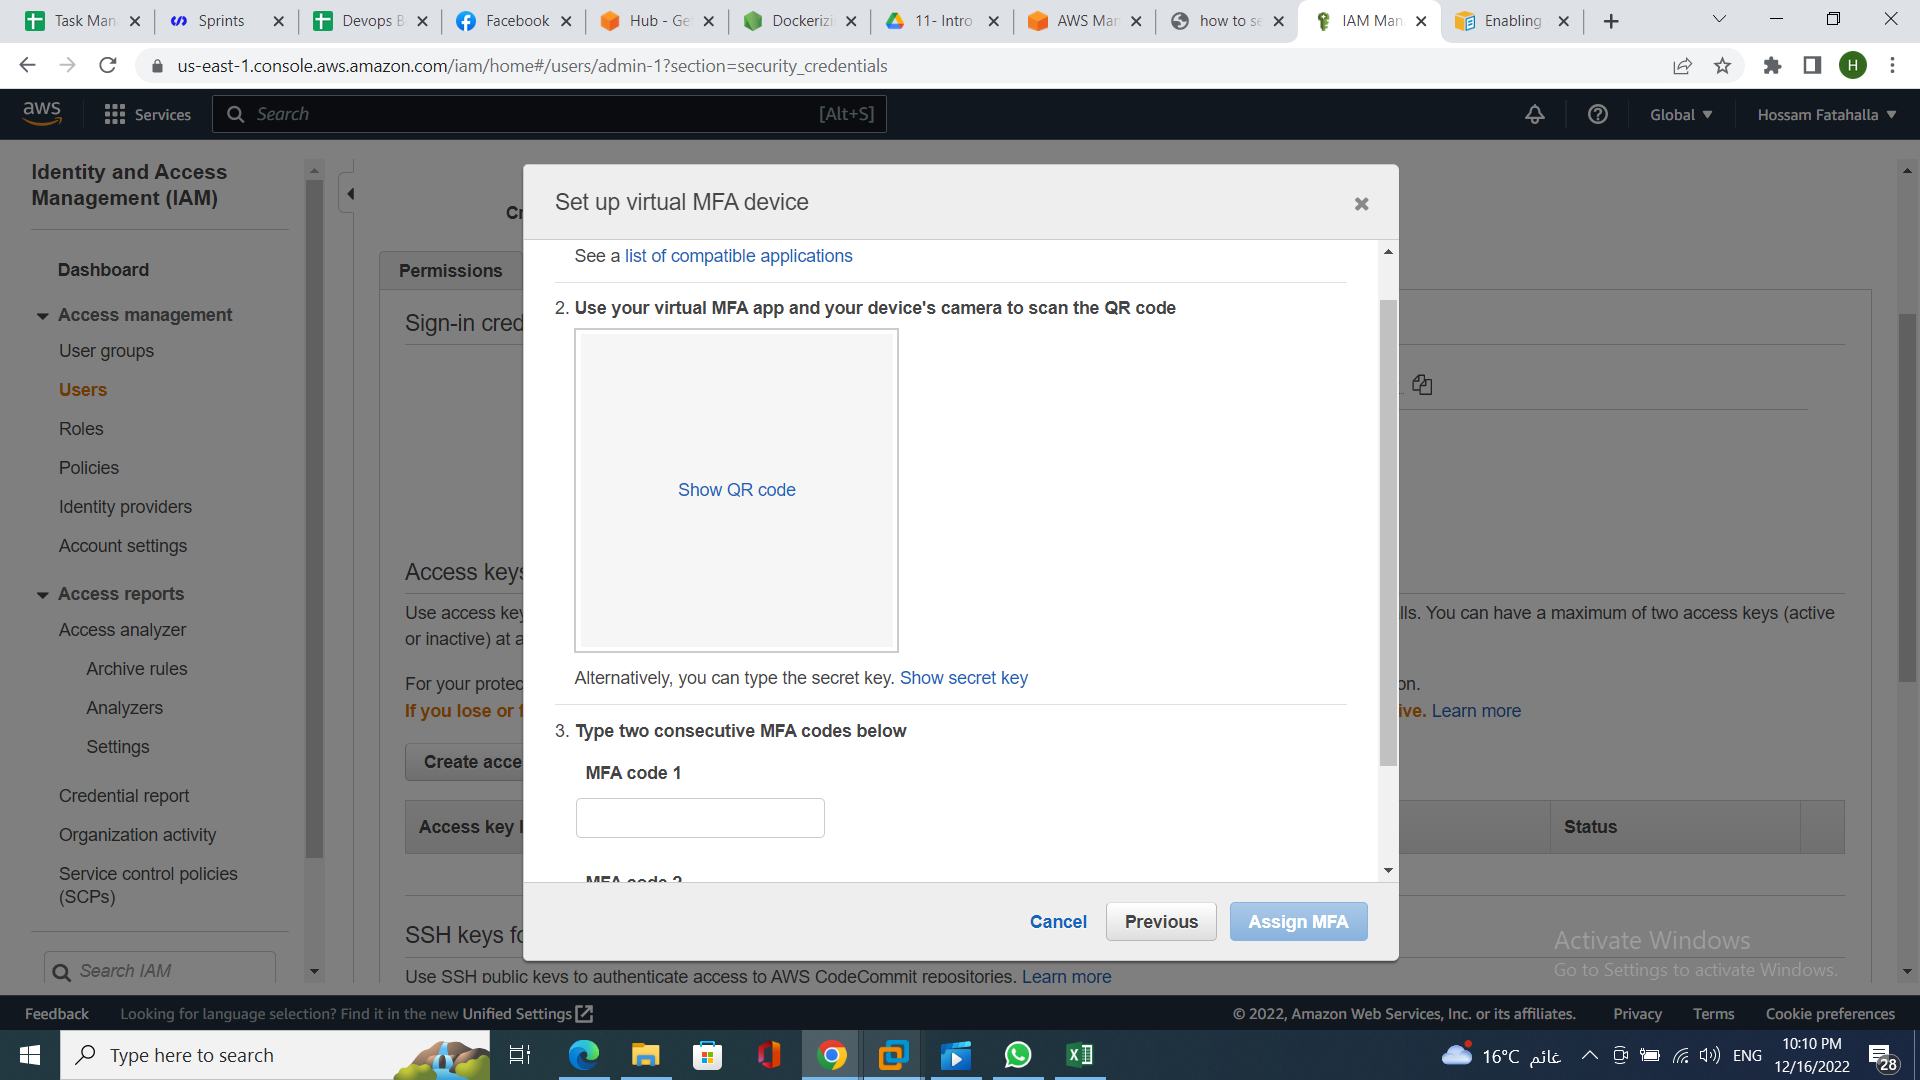 Task Man
Sprints
Devops B
Facebook
Hub - Ge
Dockerizi
11- Intro
AWS Man
how to se
IAM Man
Enabling
us-east-1.console.aws.amazon.com/iam/home#/users/admin-1?section=security_credentials
H
aws
Services
Search
[Alt+S]
Global
Hossam Fatahalla
Identity and Access
Management (IAM)
Dashboard
Access management
User groups
Users
Roles
Policies
Identity providers
Account settings
Access reports
Access analyzer
Archive rules
Analyzers
Settings
Credential report
Organization activity
Service control policies
(SCPs)
Search IAM
Cr
Permissions
Sign-in cred
Access keys
Use access key
lls. You can have a maximum of two access keys (active
or inactive) at a
For your protec
on.
If you lose or f
ive. Learn more
Create acce
Access key I
Status
SSH keys fo
Use SSH public keys to authenticate access to AWS CodeCommit repositories. Learn more
Set up virtual MFA device
See a list of compatible applications
2. Use your virtual MFA app and your device's camera to scan the QR code
Show QR code
Alternatively, you can type the secret key. Show secret key
3. Type two consecutive MFA codes below
MFA code 1
MFA code 2
Cancel
Previous
Assign MFA
Activate Windows
Go to Settings to activate Windows.
Feedback
Looking for language selection? Find it in the new Unified Settings
© 2022, Amazon Web Services, Inc. or its affiliates.
Privacy
Terms
Cookie preferences
Type here to search
16°C غائم
ENG
10:10 PM
12/16/2022
28